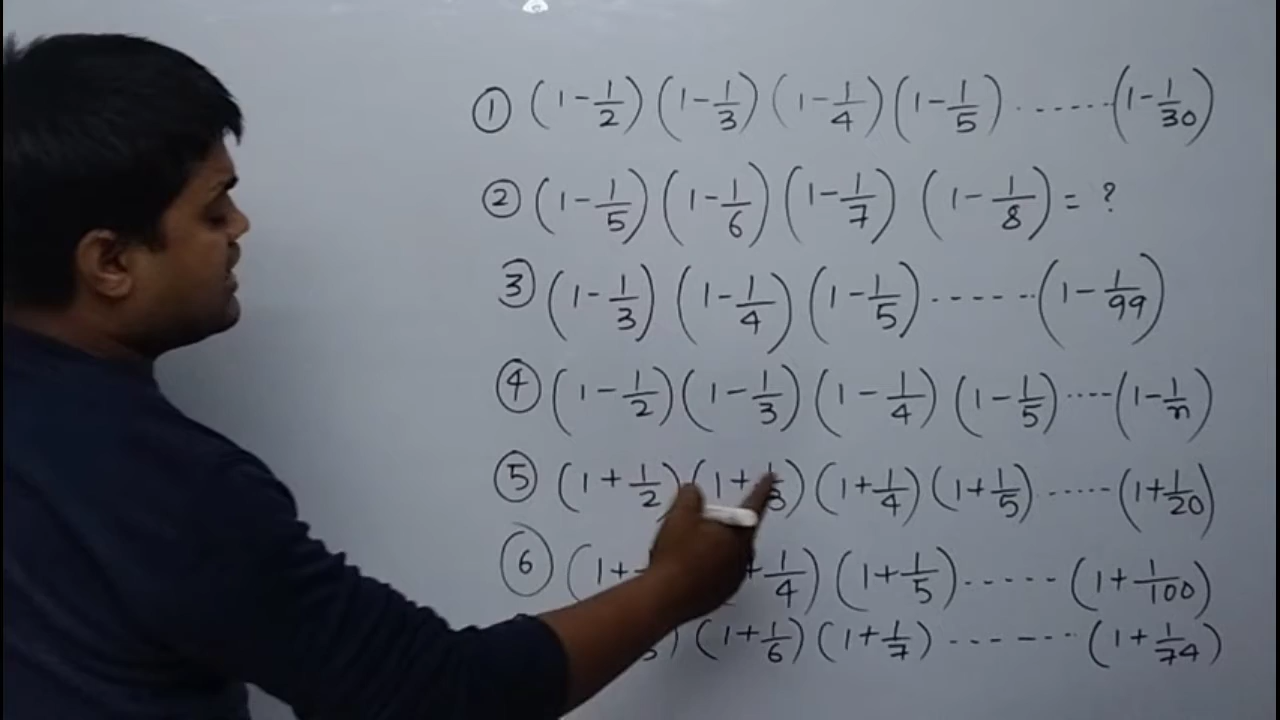 ① (1-1/2) (1-1/3) (1-1/4) (1-1/5) ....... (1-1/30)
② (1-1/5) (1-1/6) (1-1/7) (1-1/8) = ?
③ (1-1/3) (1-1/4) (1-1/5) ------ (1-1/99)
④ (1-1/2) (1-1/3) (1-1/4) (1-1/5) .... (1-1/n)
⑤ (1+1/2) (1+1/3) (1+1/4) (1+1/5) ...... (1+1/20)
⑥ (1+ +1/4) (1+1/5) ------ (1+1/100)
) (1+1/6) (1+1/7) ------- (1+1/74)